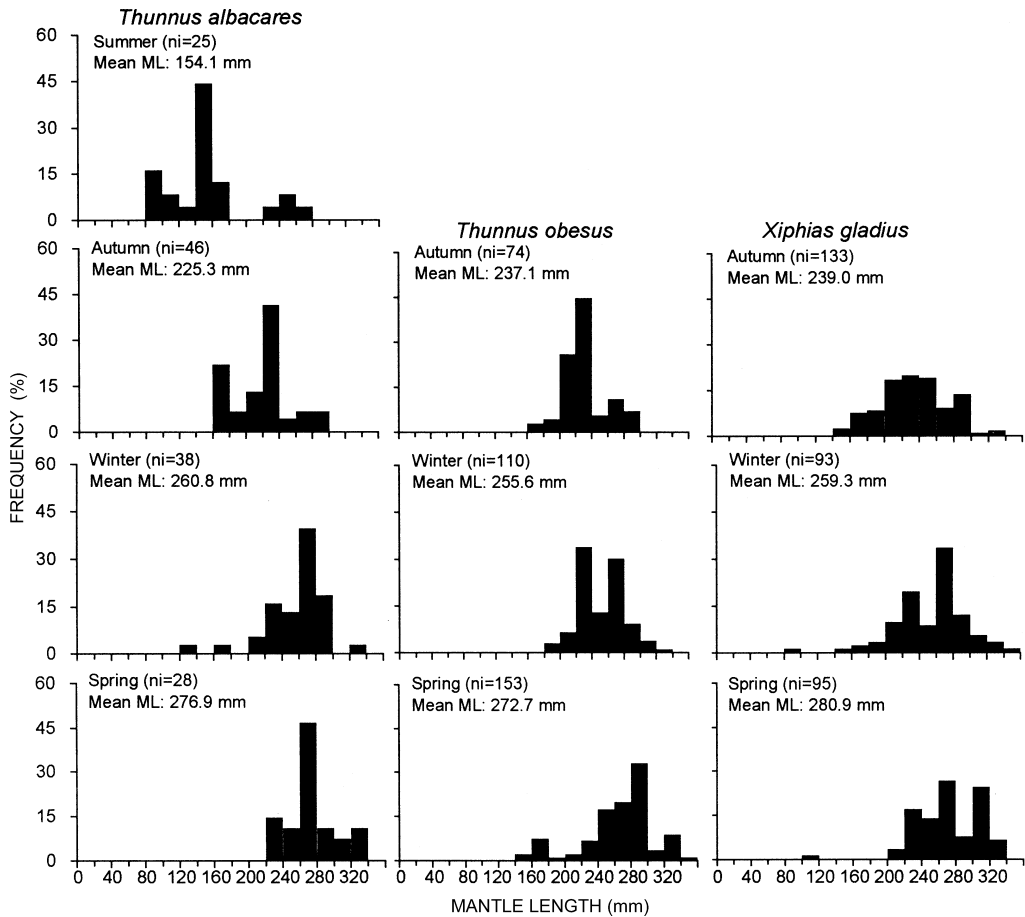 Thunnus albacares
60
45
30
15
0
Summer (ni=25)
Mean ML: 154.1 mm
Thunnus obesus
Xiphias gladius
60
45
30
15
0
Autumn (ni=46)
Mean ML: 225.3 mm
Autumn (ni=74)
Mean ML: 237.1 mm
Autumn (ni=133)
Mean ML: 239.0 mm
FREQUENCY (%)
60
45
30
15
0
Winter (ni=38)
Mean ML: 260.8 mm
Winter (ni=110)
Mean ML: 255.6 mm
Winter (ni=93)
Mean ML: 259.3 mm
60
45
30
15
0
Spring (ni=28)
Mean ML: 276.9 mm
Spring (ni=153)
Mean ML: 272.7 mm
Spring (ni=95)
Mean ML: 280.9 mm
0 40 80 120 160 200 240 280 320
0 40 80 120 160 200 240 280 320
0 40 80 120 160 200 240 280 320
MANTLE LENGTH (mm)